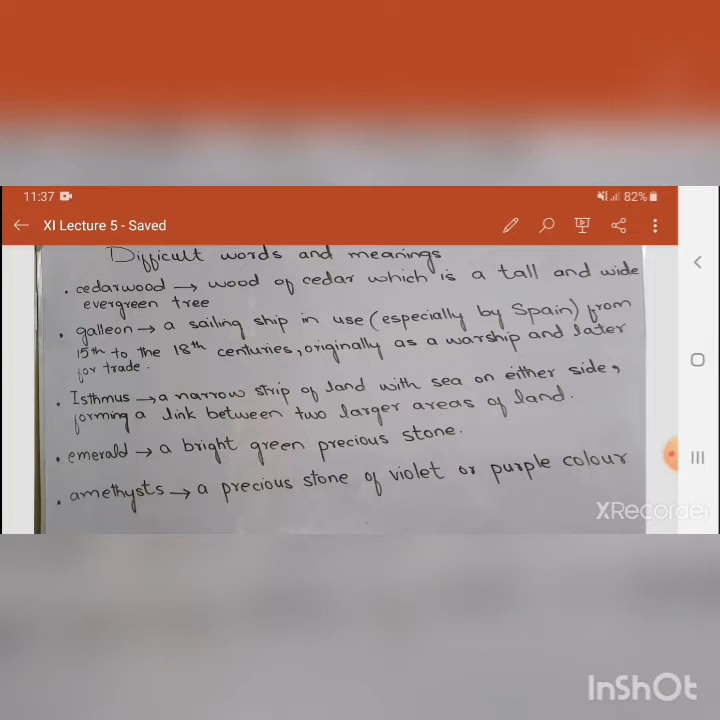 11:37
82%
XI Lecture 5 - Saved
Difficult words and meanings
. cedarwood → wood of cedar which is a tall and wide
evergreen tree
. galleon → a sailing ship in use (especially by Spain) from
15th to the 18th centuries, originally as a warship and later
for trade.
. Isthmus → a narrow strip of land with sea on either side,
forming a link between two larger areas of land.
. emerald → a bright green precious stone.
. amethysts → a precious stone of violet or purple colour
XRecorder
InShOt